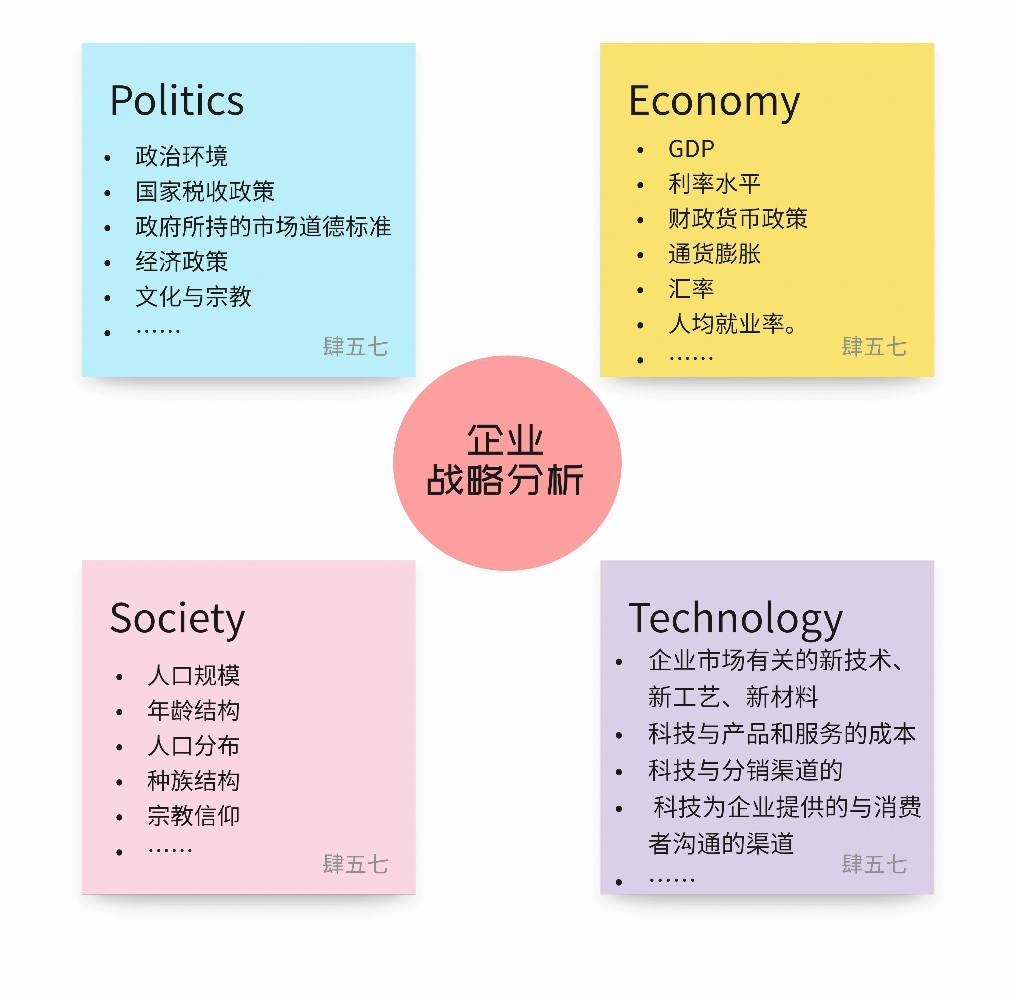 Politics
• 政治环境
• 国家税收政策
• 政府所持的市场道德标准
• 经济政策
• 文化与宗教
• ……
肆五七
Economy
• GDP
• 利率水平
• 财政货币政策
• 通货膨胀
• 汇率
• 人均就业率。
• ……
肆五七
企业
战略分析
Society
• 人口规模
• 年龄结构
• 人口分布
• 种族结构
• 宗教信仰
• ……
肆五七
Technology
• 企业市场有关的新技术、
新工艺、新材料
• 科技与产品和服务的成本
• 科技与分销渠道的
• 科技为企业提供的与消费
者沟通的渠道
• ……
肆五七